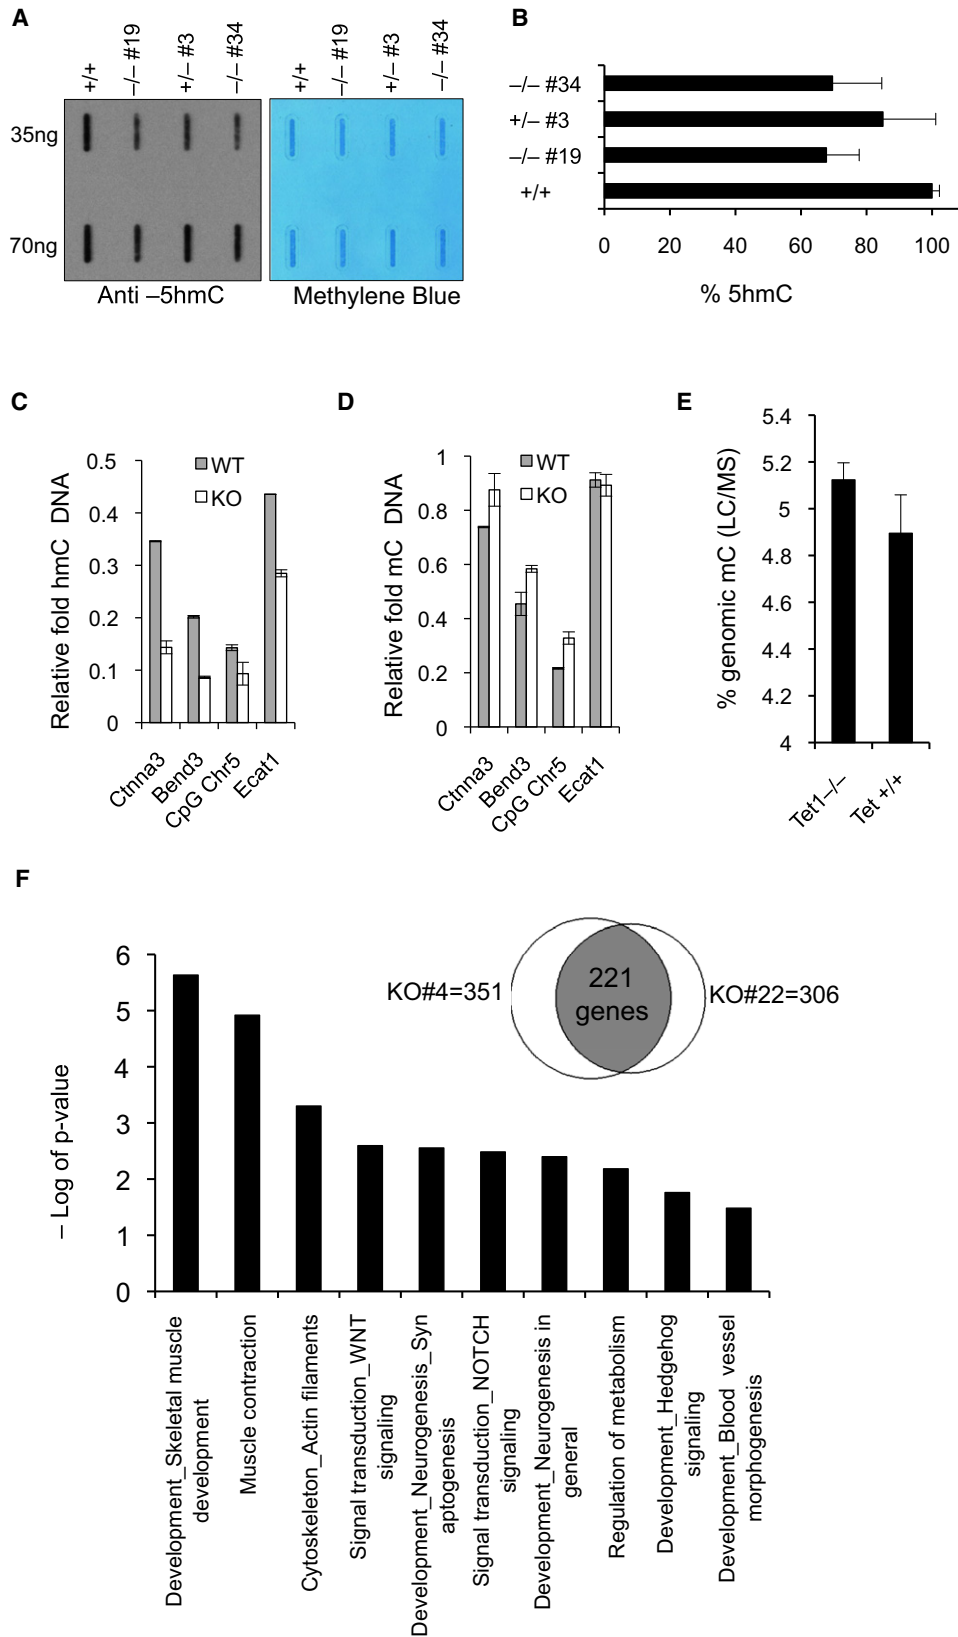 A
+/+
–/– #19
+/– #3
–/– #34
+/+
–/– #19
+/– #3
–/– #34
35ng
70ng
Anti –5hmC
Methylene Blue
B
–/– #34
+/– #3
–/– #19
+/+
0 20 40 60 80 100
% 5hmC
C
Relative fold hmC DNA
0.5
0.4
0.3
0.2
0.1
0
WT
KO
Ctnna3
Bend3
CpG Chr5
Ecat1
D
Relative fold mC DNA
1
0.8
0.6
0.4
0.2
0
WT
KO
Ctnna3
Bend3
CpG Chr5
Ecat1
E
% genomic mC (LC/MS)
5.4
5.2
5
4.8
4.6
4.4
4.2
4
Tet1–/–
Tet +/+
F
– Log of p-value
6
5
4
3
2
1
0
KO#4=351
221
genes
KO#22=306
Development_Skeletal muscle
development
Muscle contraction
Cytoskeleton_Actin filaments
Signal transduction_WNT
signaling
Development_Neurogenesis_Syn
aptogenesis
Signal transduction_NOTCH
signaling
Development_Neurogenesis in
general
Regulation of metabolism
Development_Hedgehog
signaling
Development_Blood vessel
morphogenesis